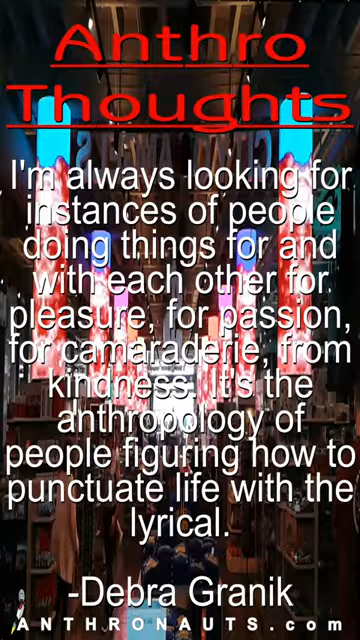 Anthro
Thoughts
I'm always looking for
instances of people
doing things for and
with each other for
pleasure, for passion,
for camaraderie, from
kindness. It's the
anthropology of
people figuring how to
punctuate life with the
lyrical.
-Debra Granik
ANTHRONAUTS.com